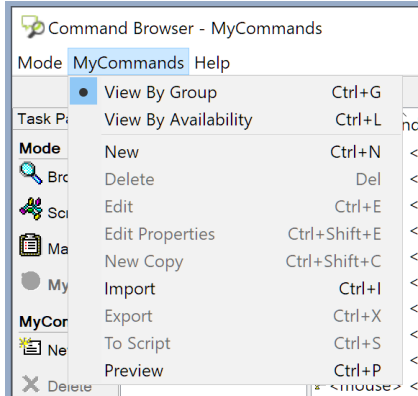 Command Browser - MyCommands
Mode MyCommands Help
View By Group Ctrl+G
Task Pa
View By Availability Ctrl+L
Mode
New Ctrl+N
Bro
Delete Del
Scr
Edit Ctrl+E
Ma
Edit Properties Ctrl+Shift+E
My
New Copy Ctrl+Shift+C
Import Ctrl+I
MyCor
Export Ctrl+X
Ne
To Script Ctrl+S
Preview Ctrl+P
Delete
<mouse> <